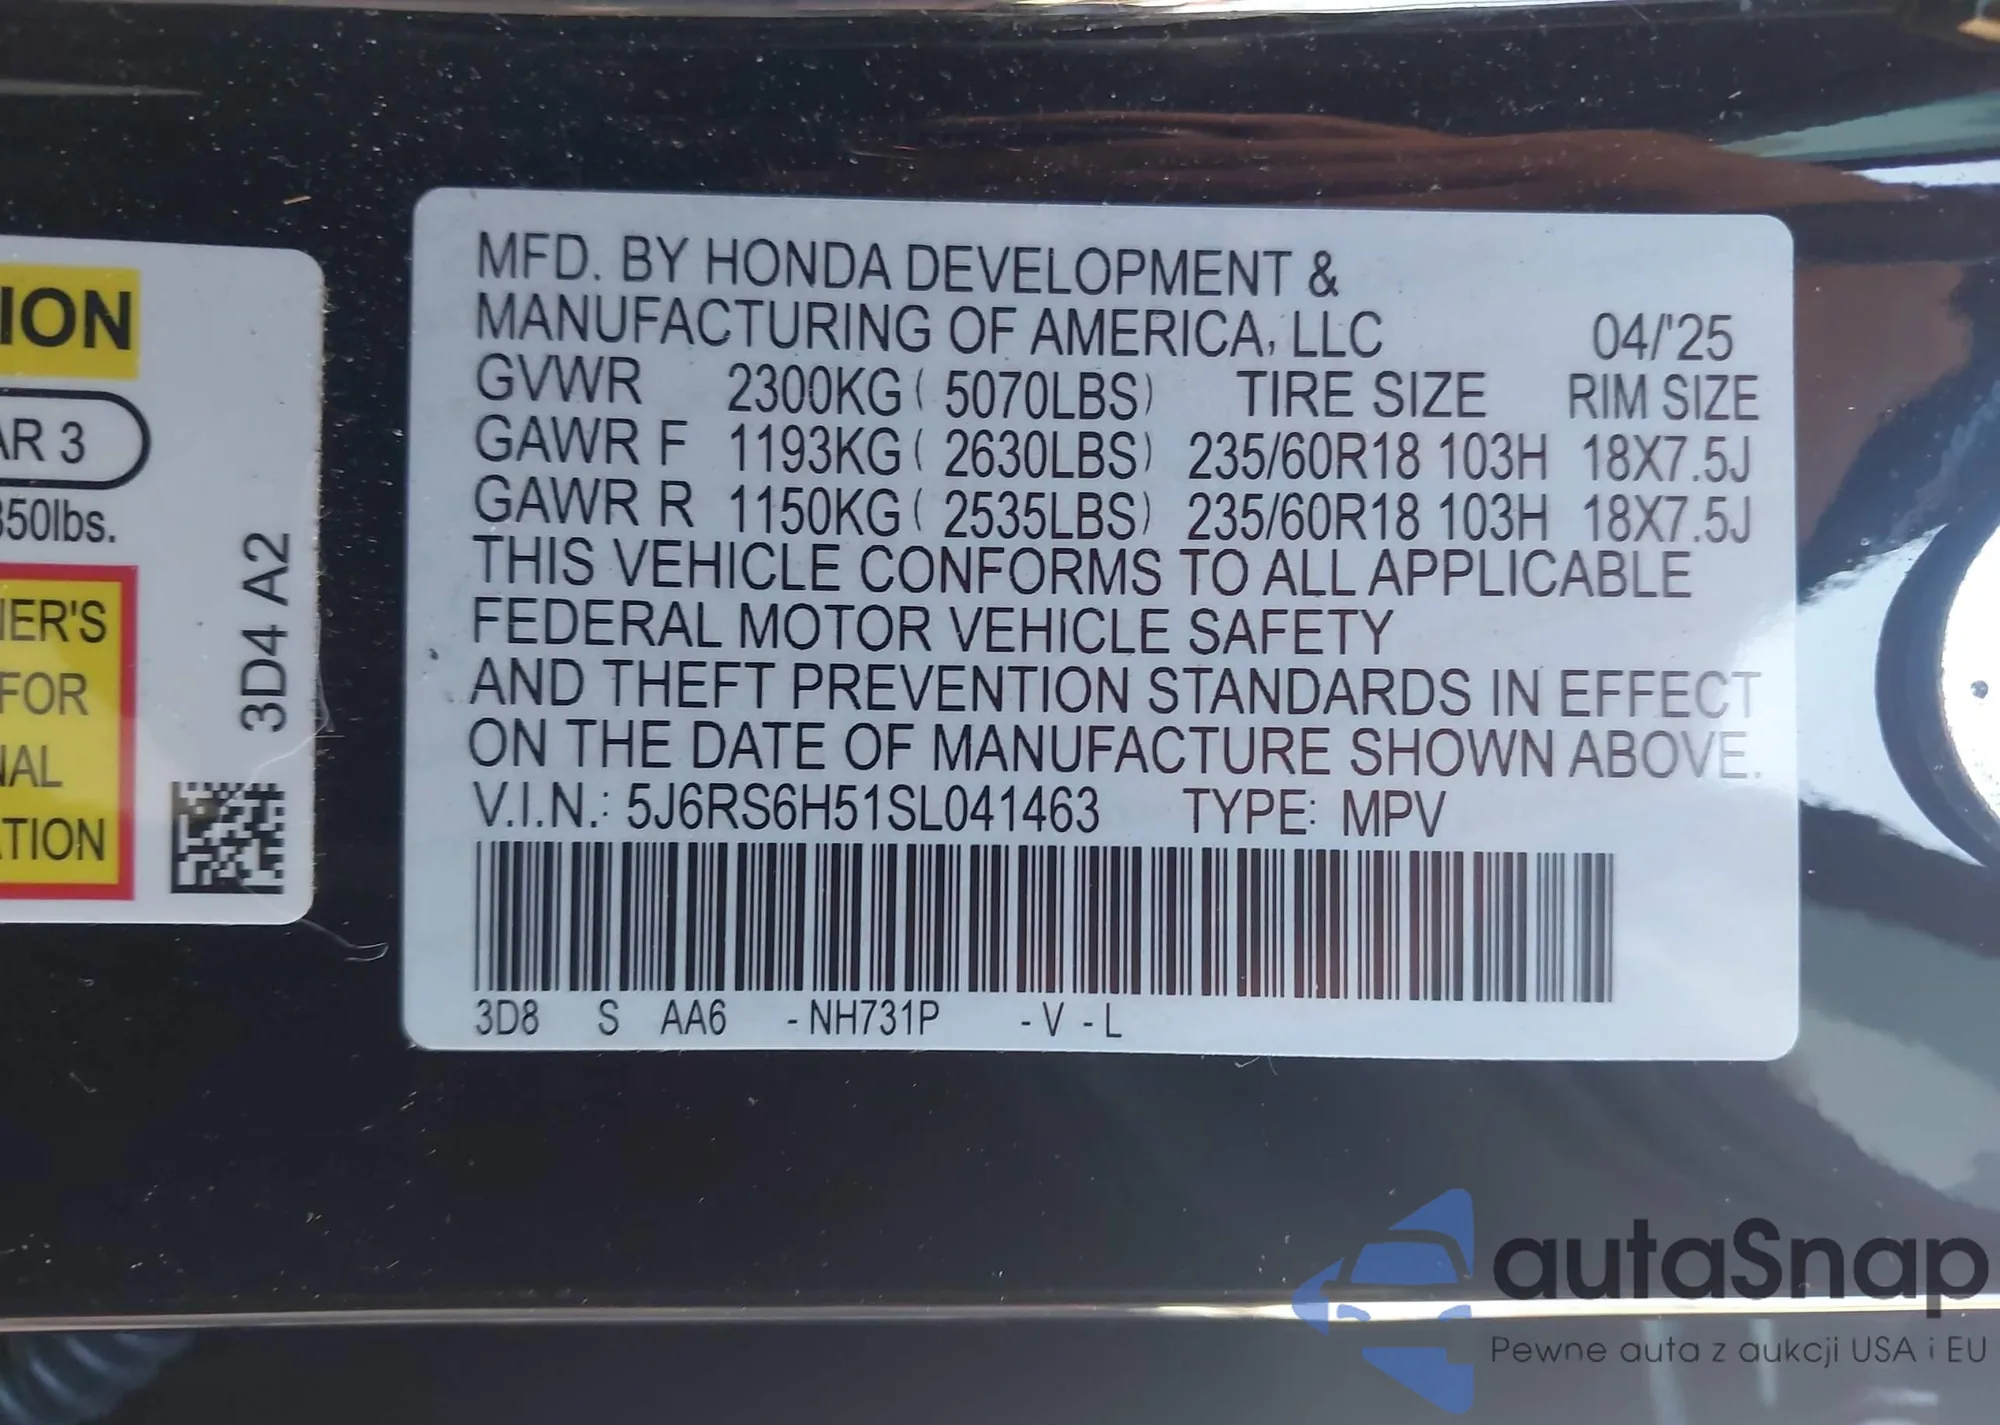 ION
AR 3
350lbs.
NER'S
FOR
NAL
ATION
3D4 A2
MFD. BY HONDA DEVELOPMENT &
MANUFACTURING OF AMERICA, LLC 04/'25
GVWR 2300KG ( 5070LBS) TIRE SIZE RIM SIZE
GAWR F 1193KG ( 2630LBS) 235/60R18 103H 18X7.5J
GAWR R 1150KG ( 2535LBS) 235/60R18 103H 18X7.5J
THIS VEHICLE CONFORMS TO ALL APPLICABLE
FEDERAL MOTOR VEHICLE SAFETY
AND THEFT PREVENTION STANDARDS IN EFFECT
ON THE DATE OF MANUFACTURE SHOWN ABOVE.
V.I.N.: 5J6RS6H51SL041463 TYPE: MPV
3D8 S AA6 -NH731P -V -L
autaSnap
Pewne auta z aukcji USA i EU